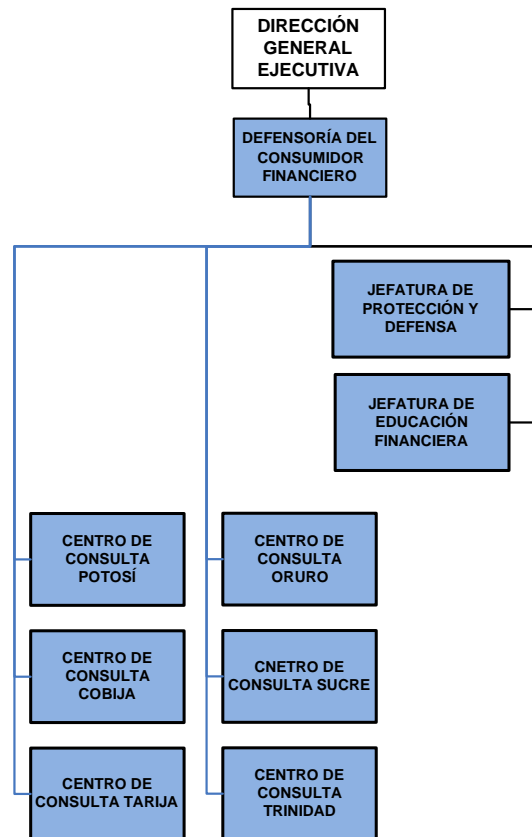 DIRECCIÓN
GENERAL
EJECUTIVA
DEFENSORÍA DEL
CONSUMIDOR
FINANCIERO
JEFATURA DE
PROTECCIÓN Y
DEFENSA
JEFATURA DE
EDUCACIÓN
FINANCIERA
CENTRO DE
CONSULTA
POTOSÍ
CENTRO DE
CONSULTA
ORURO
CENTRO DE
CONSULTA
COBIJA
CNETRO DE
CONSULTA SUCRE
CENTRO DE
CONSULTA TARIJA
CENTRO DE
CONSULTA
TRINIDAD